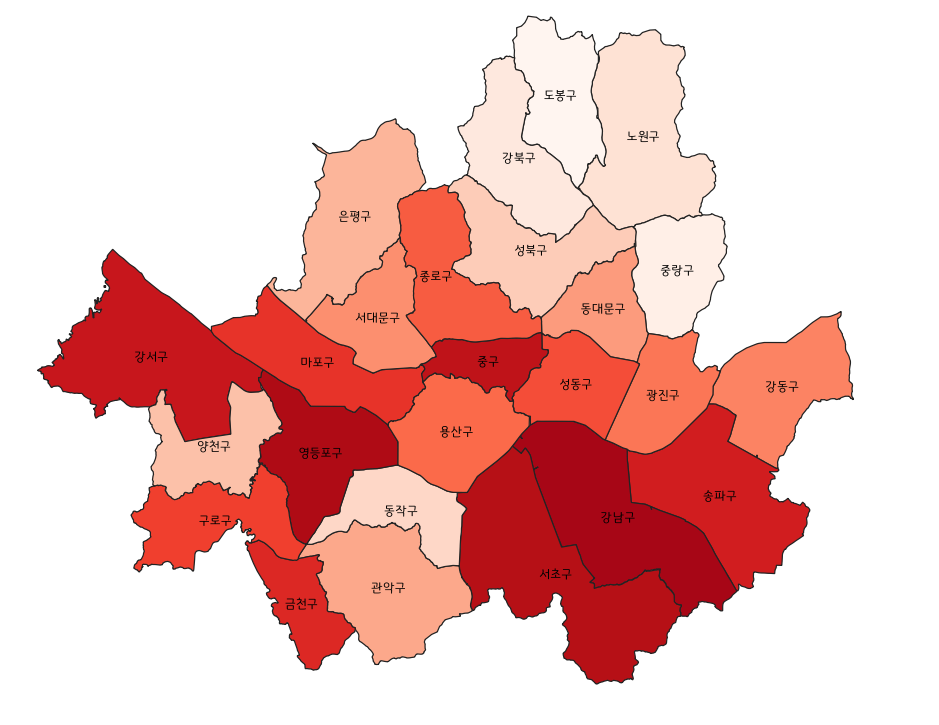 도봉구
노원구
강북구
은평구
성북구
중랑구
종로구
동대문구
서대문구
강서구
마포구
중구
성동구
강동구
광진구
용산구
양천구
영등포구
송파구
동작구
강남구
구로구
서초구
관악구
금천구